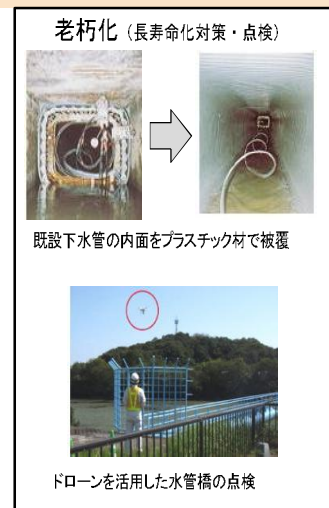 老朽化（長寿命化対策・点検）
既設下水管の内面をプラスチック材で被覆
ドローンを活用した水管橋の点検